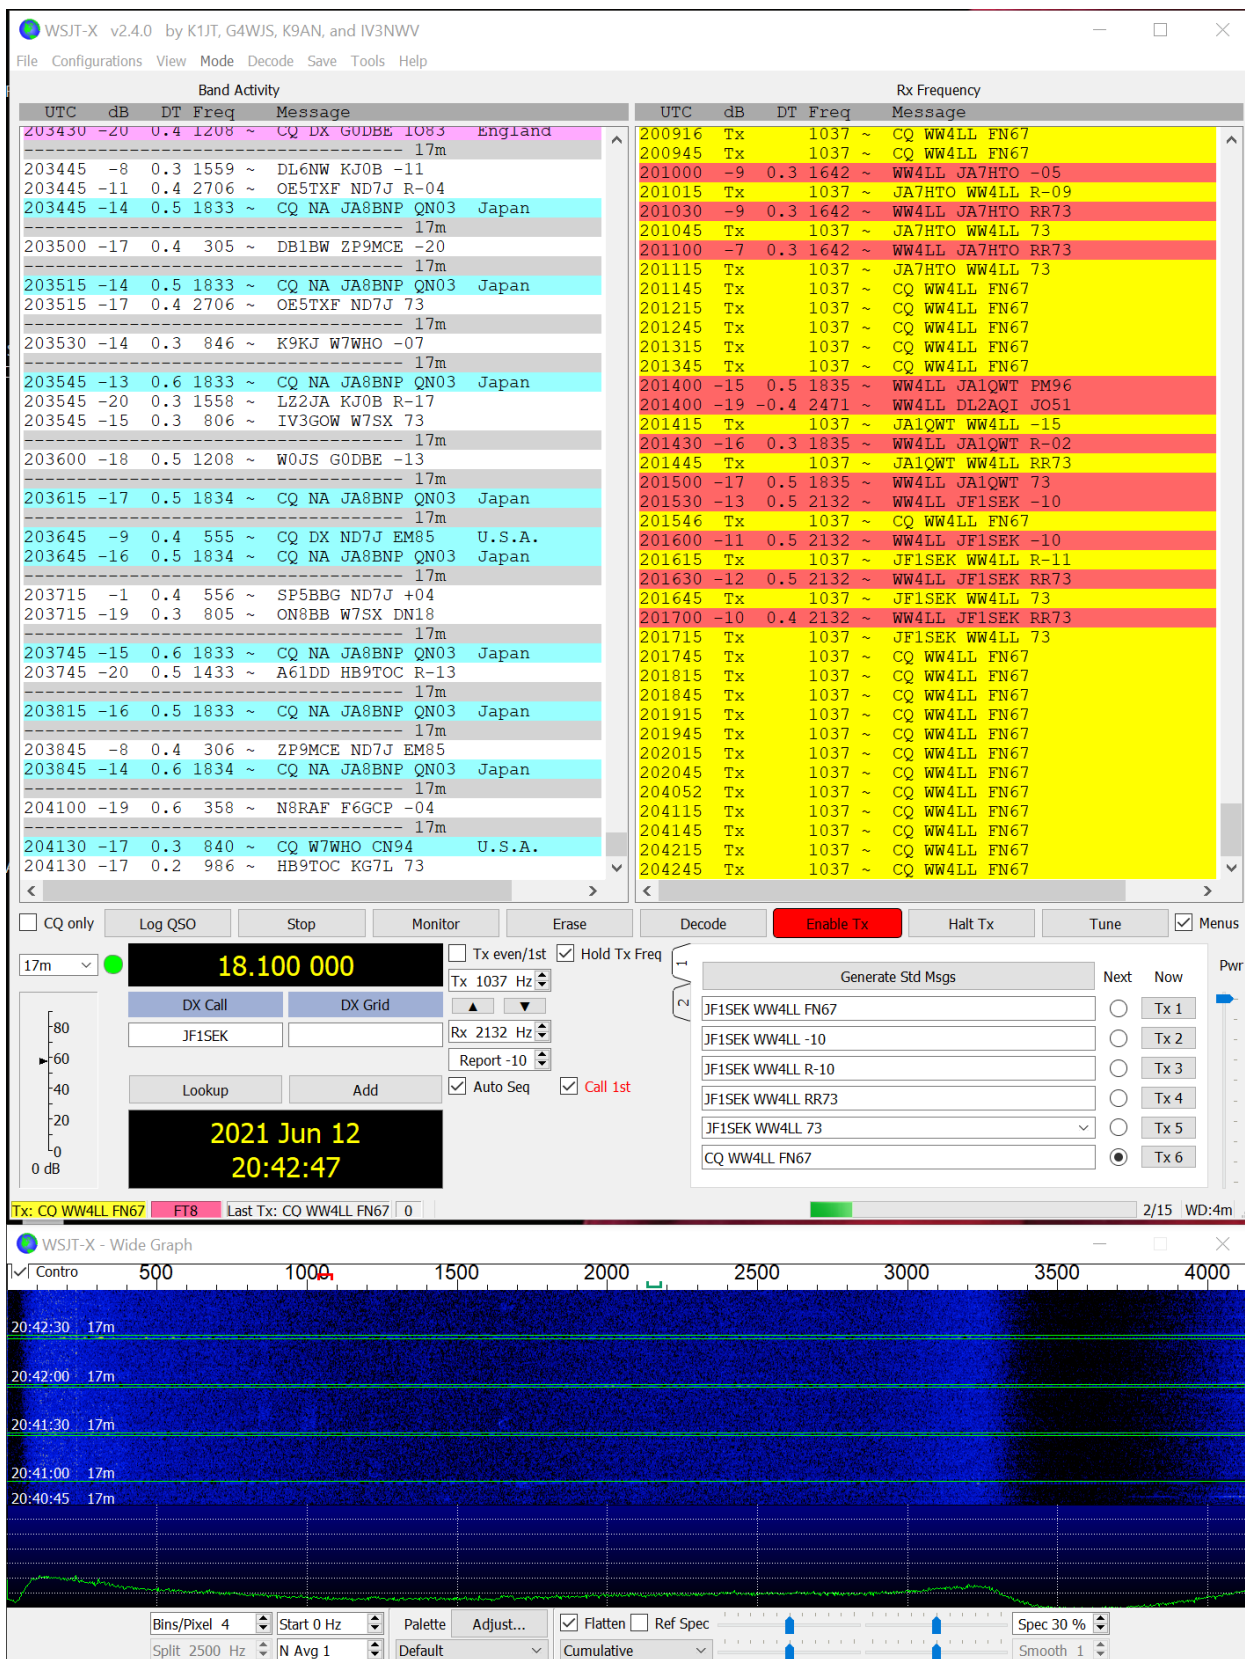 WSJT-X v2.4.0 by K1JT, G4WJS, K9AN, and IV3NWV
File Configurations View Mode Decode Save Tools Help
Band Activity
UTC dB DT Freq Message
203430 -20 0.4 1208 ~ CQ DX G0DBE IO83 England
---------------------------------- 17m
203445 -8 0.3 1559 ~ DL6NW KJ0B -11
203445 -11 0.4 2706 ~ OE5TXF ND7J R-04
203445 -14 0.5 1833 ~ CQ NA JA8BNP QN03 Japan
---------------------------------- 17m
203500 -17 0.4 305 ~ DB1BW ZP9MCE -20
---------------------------------- 17m
203515 -14 0.5 1833 ~ CQ NA JA8BNP QN03 Japan
203515 -17 0.4 2706 ~ OE5TXF ND7J 73
---------------------------------- 17m
203530 -14 0.3 846 ~ K9KJ W7WHO -07
---------------------------------- 17m
203545 -13 0.6 1833 ~ CQ NA JA8BNP QN03 Japan
203545 -20 0.3 1558 ~ LZ2JA KJ0B R-17
203545 -15 0.3 806 ~ IV3GOW W7SX 73
---------------------------------- 17m
203600 -18 0.5 1208 ~ W0JS G0DBE -13
---------------------------------- 17m
203615 -17 0.5 1834 ~ CQ NA JA8BNP QN03 Japan
---------------------------------- 17m
203645 -9 0.4 555 ~ CQ DX ND7J EM85 U.S.A.
203645 -16 0.5 1834 ~ CQ NA JA8BNP QN03 Japan
---------------------------------- 17m
203715 -1 0.4 556 ~ SP5BBG ND7J +04
203715 -19 0.3 805 ~ ON8BB W7SX DN18
---------------------------------- 17m
203745 -15 0.6 1833 ~ CQ NA JA8BNP QN03 Japan
203745 -20 0.5 1433 ~ A61DD HB9TOC R-13
---------------------------------- 17m
203815 -16 0.5 1833 ~ CQ NA JA8BNP QN03 Japan
---------------------------------- 17m
203845 -8 0.4 306 ~ ZP9MCE ND7J EM85
203845 -14 0.6 1834 ~ CQ NA JA8BNP QN03 Japan
---------------------------------- 17m
204100 -19 0.6 358 ~ N8RAF F6GCP -04
---------------------------------- 17m
204130 -17 0.3 840 ~ CQ W7WHO CN94 U.S.A.
204130 -17 0.2 986 ~ HB9TOC KG7L 73
Rx Frequency
UTC dB DT Freq Message
200916 Tx 1037 ~ CQ WW4LL FN67
200945 Tx 1037 ~ CQ WW4LL FN67
201000 -9 0.3 1642 ~ WW4LL JA7HTO -05
201015 Tx 1037 ~ JA7HTO WW4LL R-09
201030 -9 0.3 1642 ~ WW4LL JA7HTO RR73
201045 Tx 1037 ~ JA7HTO WW4LL 73
201100 -7 0.3 1642 ~ WW4LL JA7HTO RR73
201115 Tx 1037 ~ JA7HTO WW4LL 73
201145 Tx 1037 ~ CQ WW4LL FN67
201215 Tx 1037 ~ CQ WW4LL FN67
201245 Tx 1037 ~ CQ WW4LL FN67
201315 Tx 1037 ~ CQ WW4LL FN67
201345 Tx 1037 ~ CQ WW4LL FN67
201400 -15 0.5 1835 ~ WW4LL JA1QWT PM96
201400 -19 -0.4 2471 ~ WW4LL DL2AQI JO51
201415 Tx 1037 ~ JA1QWT WW4LL -15
201430 -16 0.3 1835 ~ WW4LL JA1QWT R-02
201445 Tx 1037 ~ JA1QWT WW4LL RR73
201500 -17 0.5 1835 ~ WW4LL JA1QWT 73
201530 -13 0.5 2132 ~ WW4LL JF1SEK -10
201546 Tx 1037 ~ CQ WW4LL FN67
201600 -11 0.5 2132 ~ WW4LL JF1SEK -10
201615 Tx 1037 ~ JF1SEK WW4LL R-11
201630 -12 0.5 2132 ~ WW4LL JF1SEK RR73
201645 Tx 1037 ~ JF1SEK WW4LL 73
201700 -10 0.4 2132 ~ WW4LL JF1SEK RR73
201715 Tx 1037 ~ JF1SEK WW4LL 73
201745 Tx 1037 ~ CQ WW4LL FN67
201815 Tx 1037 ~ CQ WW4LL FN67
201845 Tx 1037 ~ CQ WW4LL FN67
201915 Tx 1037 ~ CQ WW4LL FN67
201945 Tx 1037 ~ CQ WW4LL FN67
202015 Tx 1037 ~ CQ WW4LL FN67
202045 Tx 1037 ~ CQ WW4LL FN67
204052 Tx 1037 ~ CQ WW4LL FN67
204115 Tx 1037 ~ CQ WW4LL FN67
204145 Tx 1037 ~ CQ WW4LL FN67
204215 Tx 1037 ~ CQ WW4LL FN67
204245 Tx 1037 ~ CQ WW4LL FN67
CQ only Log QSO Stop Monitor Erase Decode Enable Tx Halt Tx Tune Menus
17m
18.100 000
Tx even/1st Hold Tx Freq
Tx 1037 Hz
DX Call DX Grid
JF1SEK
Rx 2132 Hz
Report -10
Lookup Add
Auto Seq Call 1st
2021 Jun 12
20:42:47
-80
-60
-40
-20
-0
0 dB
1
2
Generate Std Msgs Next Now Pwr
JF1SEK WW4LL FN67 Tx 1
JF1SEK WW4LL -10 Tx 2
JF1SEK WW4LL R-10 Tx 3
JF1SEK WW4LL RR73 Tx 4
JF1SEK WW4LL 73 Tx 5
CQ WW4LL FN67 Tx 6
Tx: CQ WW4LL FN67 FT8 Last Tx: CQ WW4LL FN67 0 2/15 WD:4m
WSJT-X - Wide Graph
Contro 500 1000 1500 2000 2500 3000 3500 4000
20:42:30 17m
20:42:00 17m
20:41:30 17m
20:41:00 17m
20:40:45 17m
Bins/Pixel 4 Start 0 Hz Palette Adjust... Flatten Ref Spec Spec 30 %
Split 2500 Hz N Avg 1 Default Cumulative Smooth 1